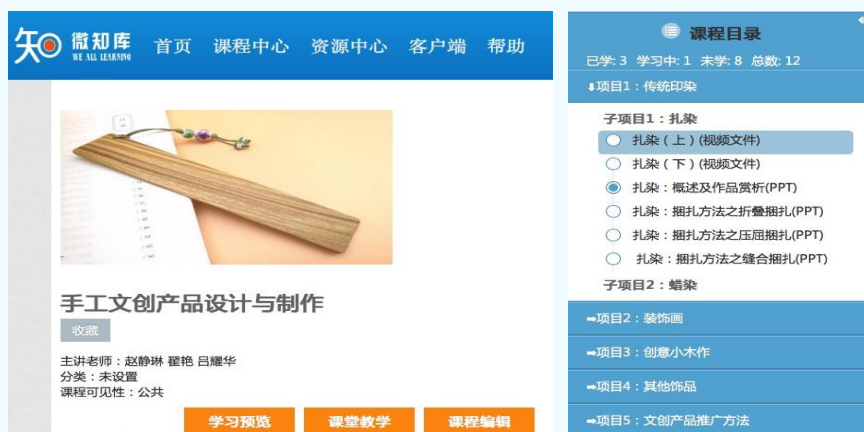 知 微知库
WE ALL LEARNING
首页 课程中心 资源中心 客户端 帮助
手工文创产品设计与制作
收藏
主讲老师：赵静琳 翟艳 吕耀华
分类：未设置
课程可见性：公共
学习预览 课堂教学 课程编辑
课程目录
已学: 3 学习中: 1 未学: 8 总数: 12
⬇项目1：传统印染
子项目1：扎染
扎染（上）(视频文件)
扎染（下）(视频文件)
扎染：概述及作品赏析(PPT)
扎染：捆扎方法之折叠捆扎(PPT)
扎染：捆扎方法之压屈捆扎(PPT)
扎染：捆扎方法之缝合捆扎(PPT)
子项目2：蜡染
➡项目2：装饰画
➡项目3：创意小木作
➡项目4：其他饰品
➡项目5：文创产品推广方法